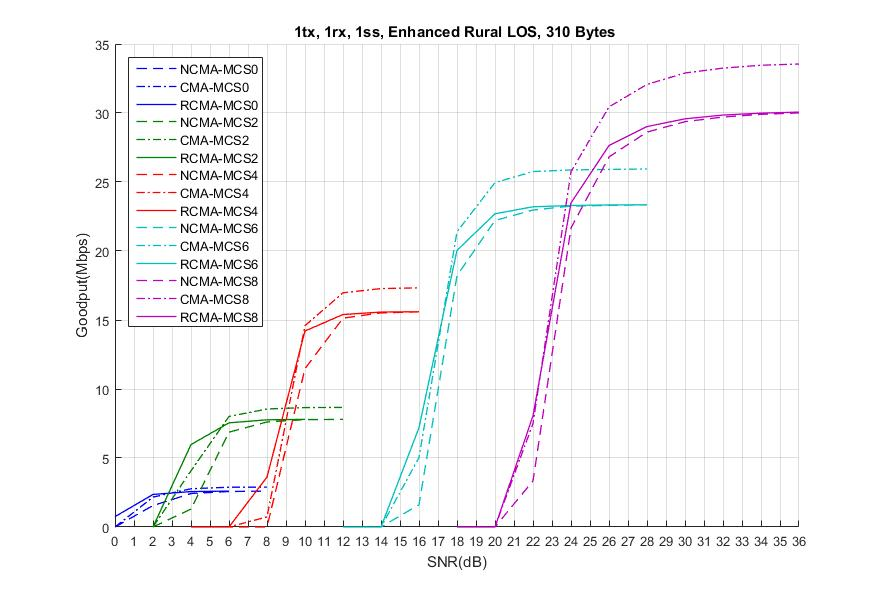 1tx, 1rx, 1ss, Enhanced Rural LOS, 310 Bytes
35
30
25
20
15
10
5
0
Goodput(Mbps)
NCMA-MCS0
CMA-MCS0
RCMA-MCS0
NCMA-MCS2
CMA-MCS2
RCMA-MCS2
NCMA-MCS4
CMA-MCS4
RCMA-MCS4
NCMA-MCS6
CMA-MCS6
RCMA-MCS6
NCMA-MCS8
CMA-MCS8
RCMA-MCS8
0 1 2 3 4 5 6 7 8 9 10 11 12 13 14 15 16 17 18 19 20 21 22 23 24 25 26 27 28 29 30 31 32 33 34 35 36
SNR(dB)